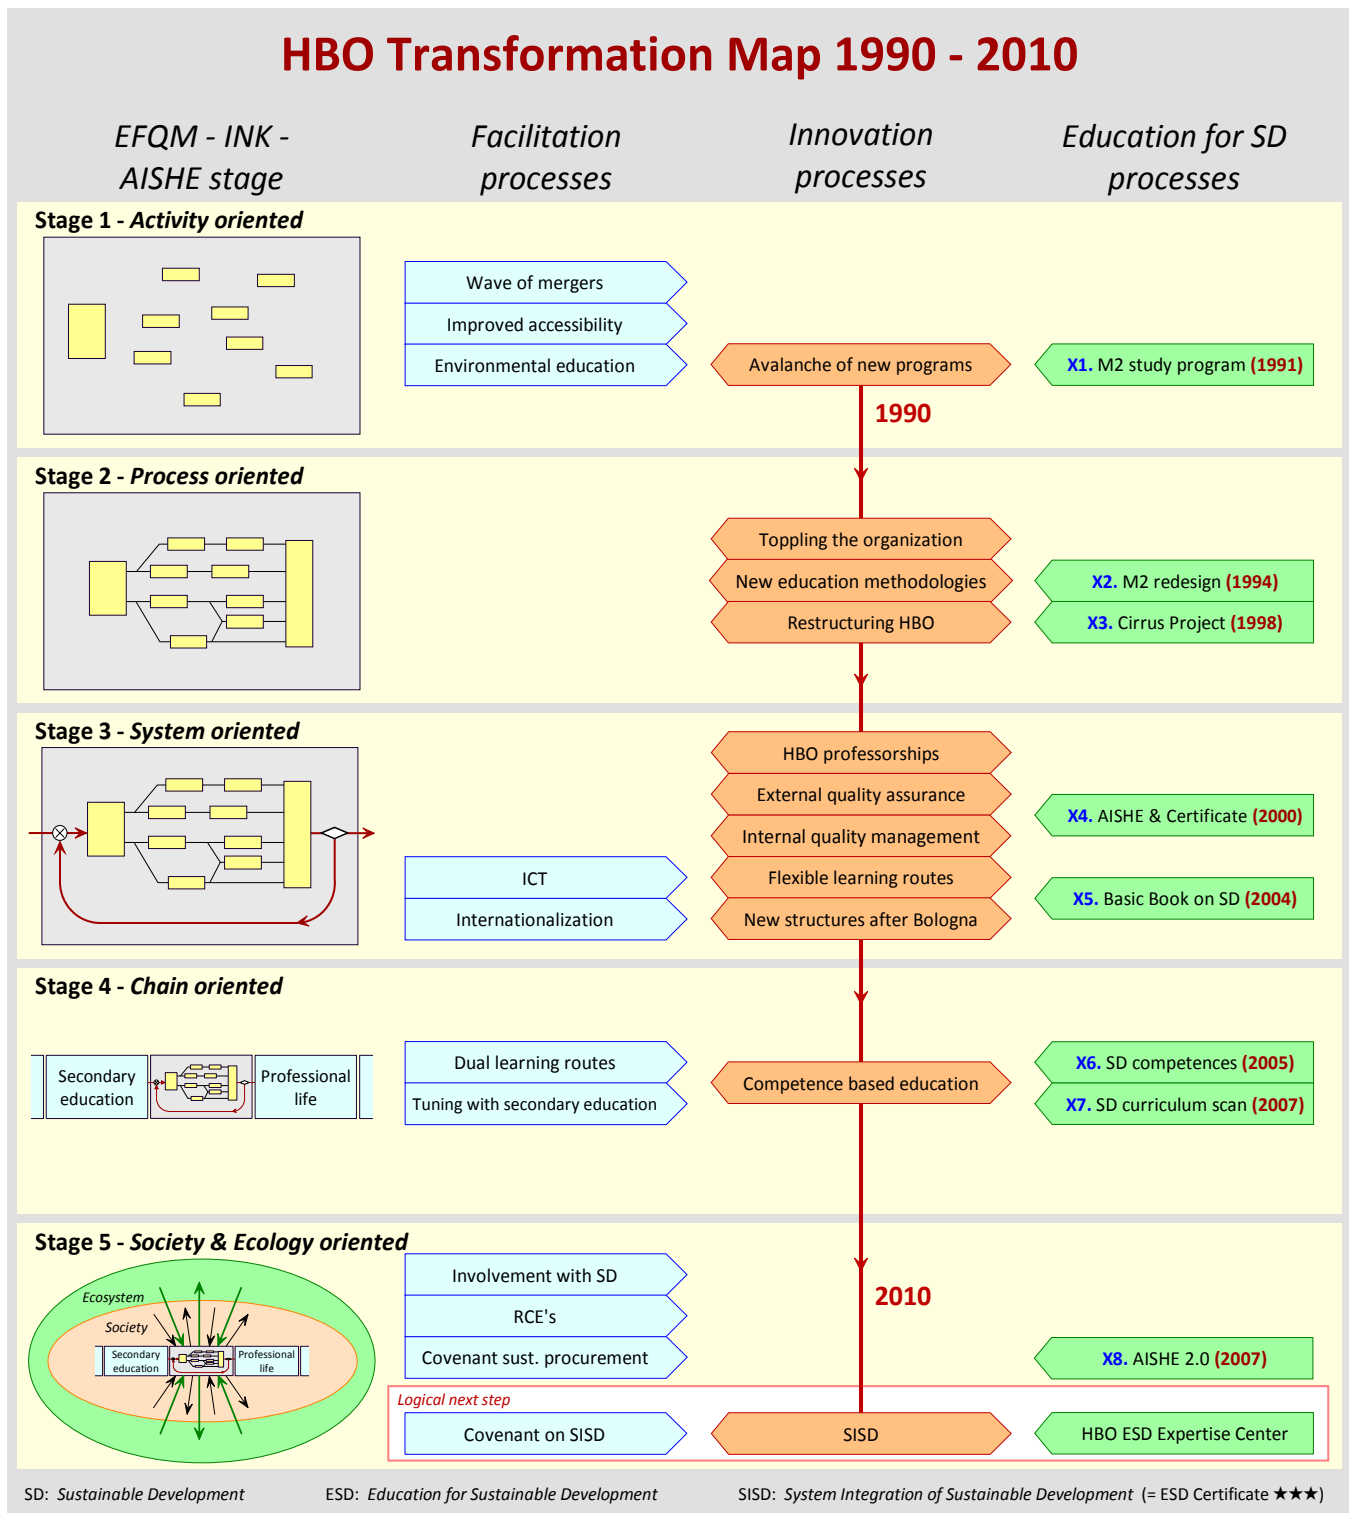 HBO Transformation Map 1990 - 2010
EFQM - INK -
AISHE stage
Facilitation
processes
Innovation
processes
Education for SD
processes
Stage 1 - Activity oriented
Wave of mergers
Improved accessibility
Environmental education
Avalanche of new programs
X1. M2 study program (1991)
1990
Stage 2 - Process oriented
Toppling the organization
New education methodologies
Restructuring HBO
X2. M2 redesign (1994)
X3. Cirrus Project (1998)
Stage 3 - System oriented
HBO professorships
External quality assurance
Internal quality management
Flexible learning routes
New structures after Bologna
ICT
Internationalization
X4. AISHE & Certificate (2000)
X5. Basic Book on SD (2004)
Stage 4 - Chain oriented
Secondary
education
Professional
life
Dual learning routes
Tuning with secondary education
Competence based education
X6. SD competences (2005)
X7. SD curriculum scan (2007)
Stage 5 - Society & Ecology oriented
Ecosystem
Society
Secondary
education
Professional
life
Involvement with SD
RCE's
Covenant sust. procurement
2010
X8. AISHE 2.0 (2007)
Logical next step
Covenant on SISD
SISD
HBO ESD Expertise Center
SD: Sustainable Development
ESD: Education for Sustainable Development
SISD: System Integration of Sustainable Development (= ESD Certificate ★★★)